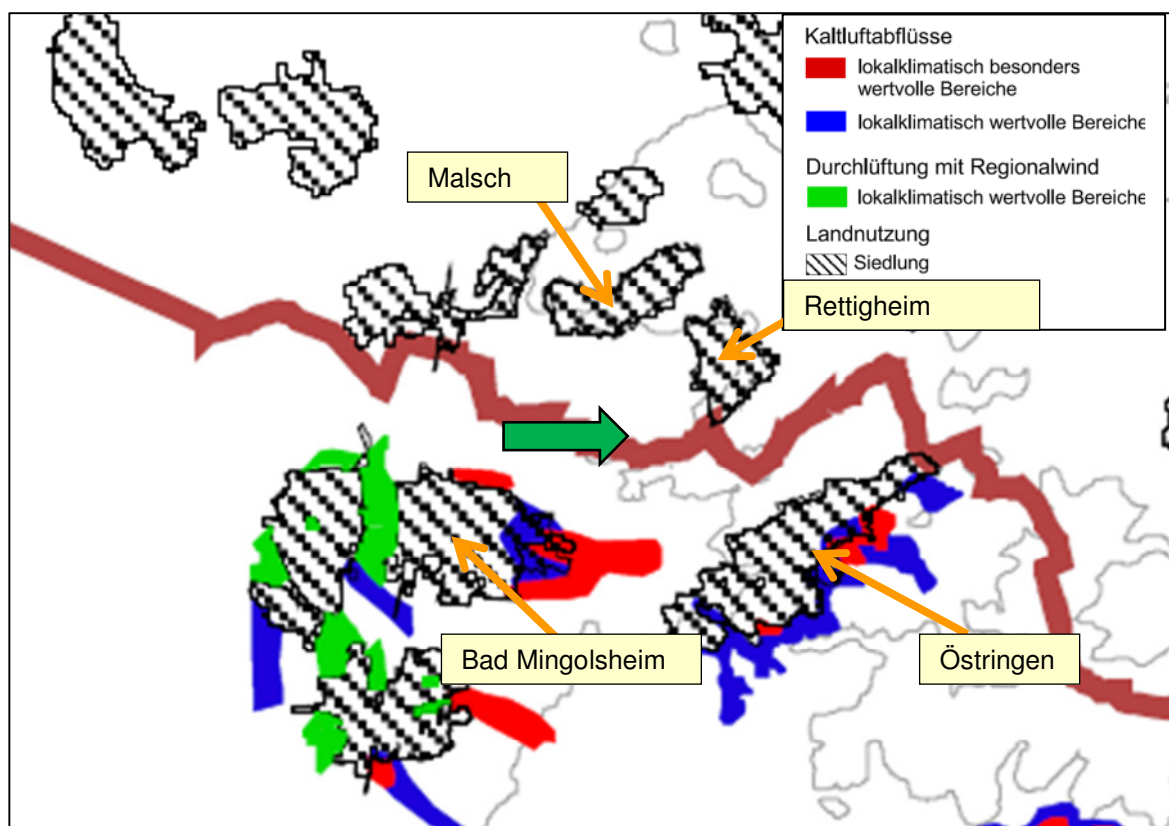 Kaltluftabflüsse
lokalklimatisch besonders
wertvolle Bereiche
lokalklimatisch wertvolle Bereiche
Durchlüftung mit Regionalwind
lokalklimatisch wertvolle Bereiche
Landnutzung
Siedlung
Malsch
Rettigheim
Bad Mingolsheim
Östringen